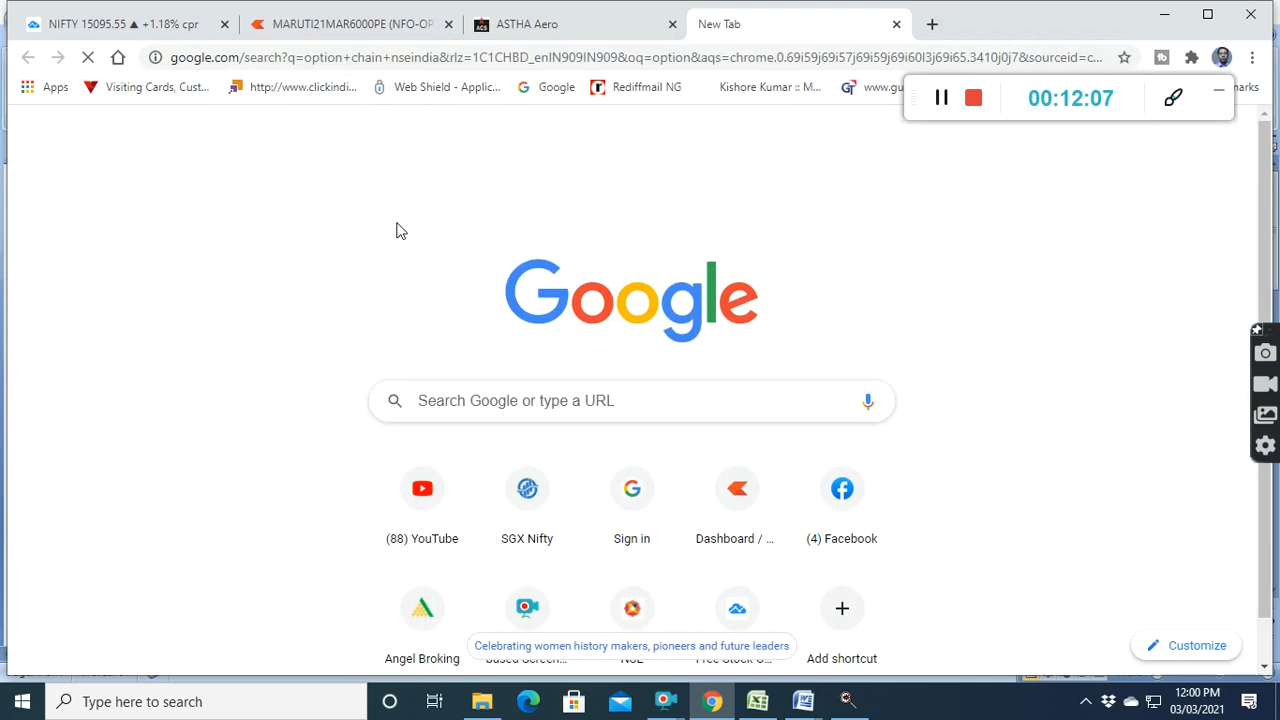 NIFTY 15095.55 ▲ +1.18% cpr
MARUTI21MAR6000PE (NFO-OP
ASTHA Aero
New Tab
google.com/search?q=option+chain+nseindia&rlz=1C1CHBD_enIN909IN909&oq=option&aqs=chrome.0.69i59j69i57j69i59j69i60l3j69i65.3410j0j7&sourceid=c...
Apps
Visiting Cards, Cust...
http://www.clickindi...
Web Shield - Applic...
Google
Rediffmail NG
Kishore Kumar :: M...
www.gu
marks
00:12:07
Google
Search Google or type a URL
(88) YouTube
SGX Nifty
Sign in
Dashboard / ...
(4) Facebook
Celebrating women history makers, pioneers and future leaders
Customize
Angel Broking
Add shortcut
Type here to search
12:00 PM
03/03/2021